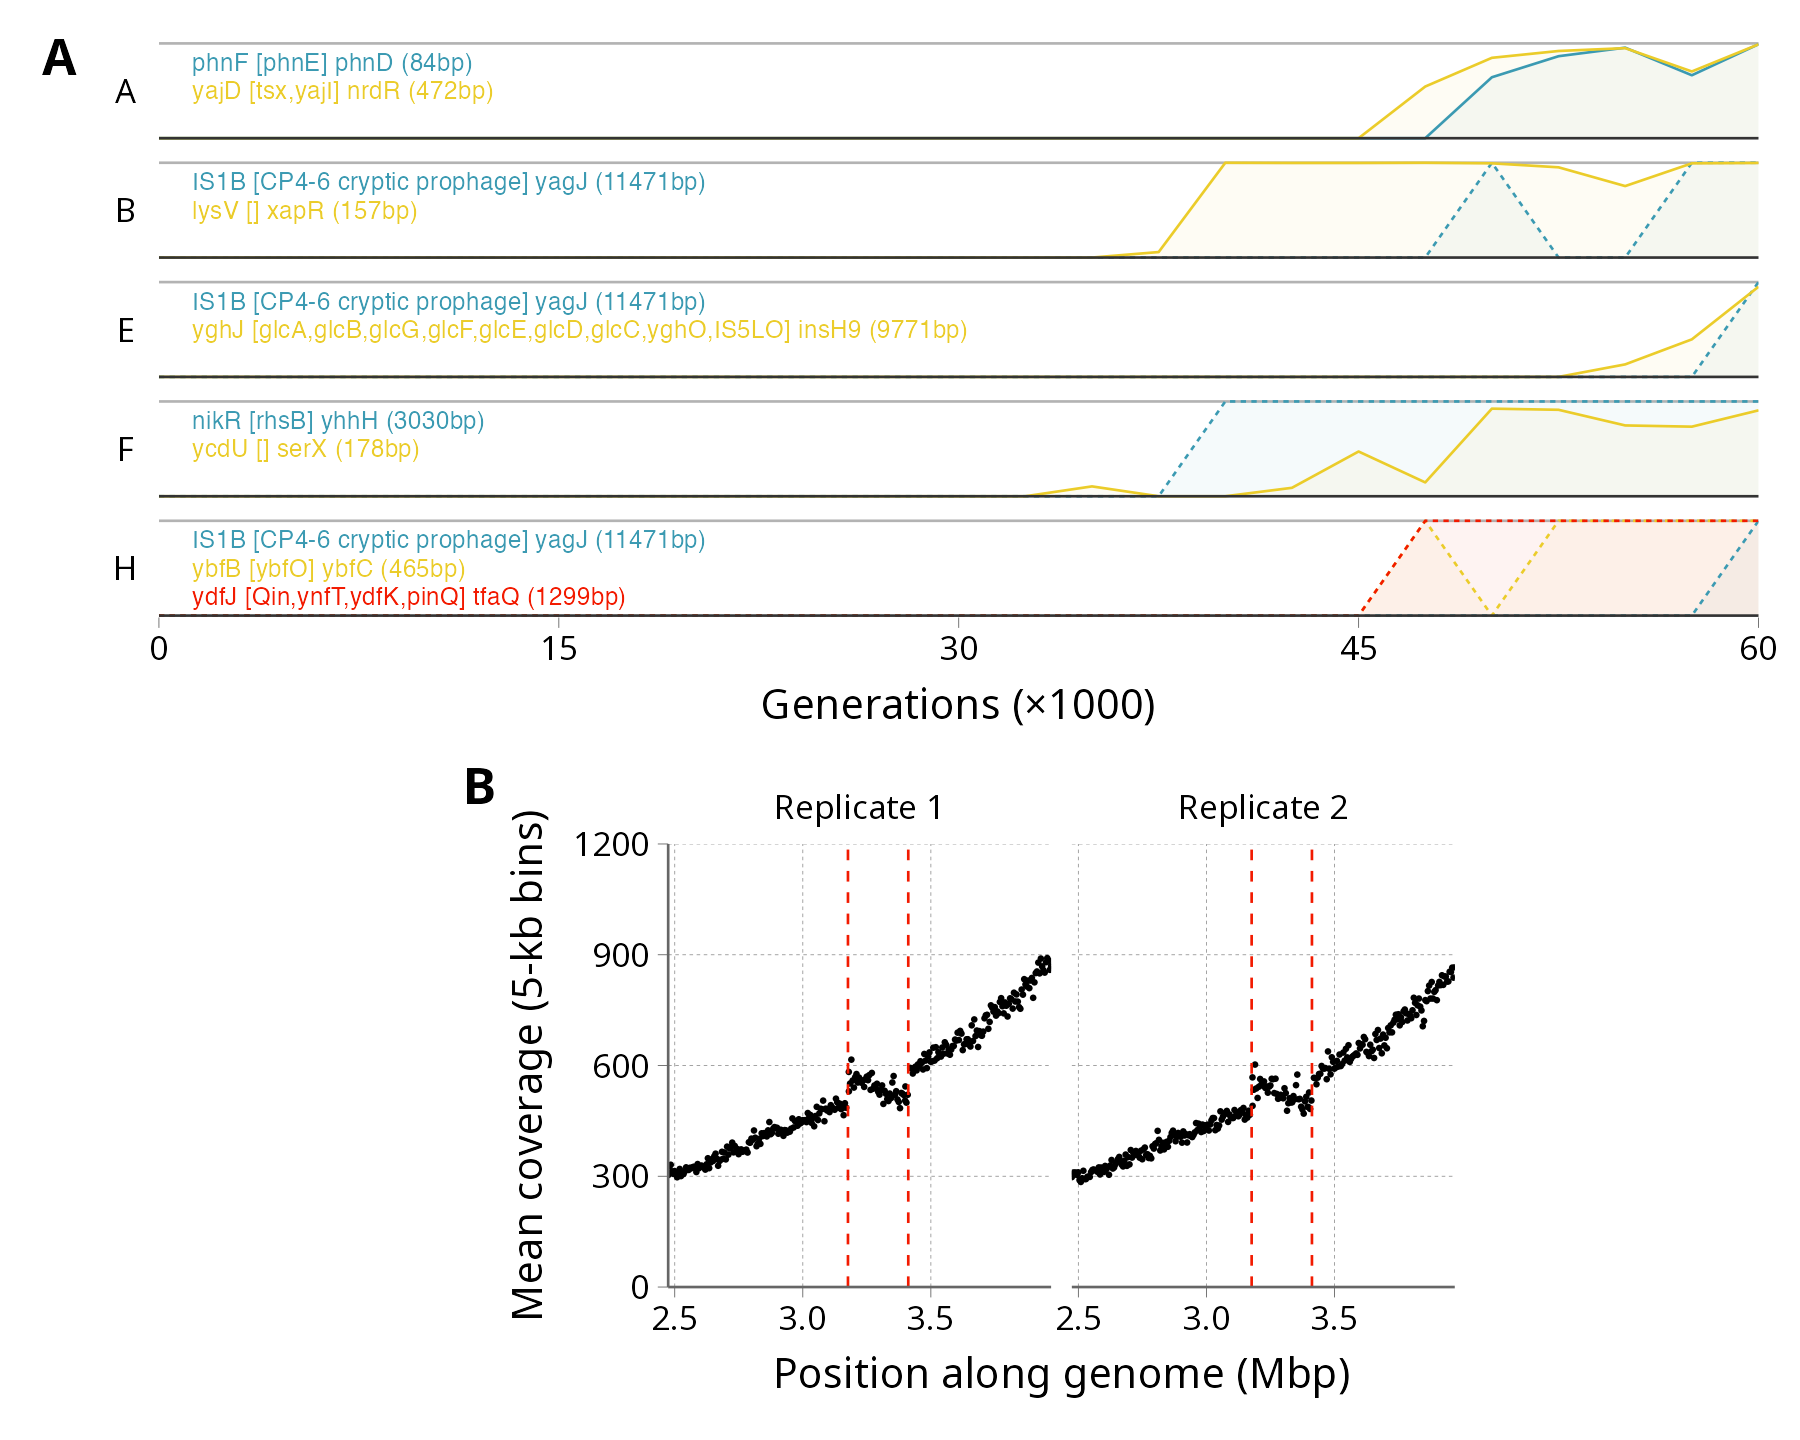 A
A
phnF [phnE] phnD (84bp)
yajD [tsx,yajI] nrdR (472bp)
B
IS1B [CP4-6 cryptic prophage] yagJ (11471bp)
lysV [] xapR (157bp)
E
IS1B [CP4-6 cryptic prophage] yagJ (11471bp)
yghJ [glcA,glcB,glcG,glcF,glcE,glcD,glcC,yghO,IS5LO] insH9 (9771bp)
F
nikR [rhsB] yhhH (3030bp)
ycdU [] serX (178bp)
H
IS1B [CP4-6 cryptic prophage] yagJ (11471bp)
ybfB [ybfO] ybfC (465bp)
ydfJ [Qin,ynfT,ydfK,pinQ] tfaQ (1299bp)
0 15 30 45 60
Generations (×1000)
B
Replicate 1 Replicate 2
Mean coverage (5-kb bins)
1200
900
600
300
0
2.5 3.0 3.5 2.5 3.0 3.5
Position along genome (Mbp)